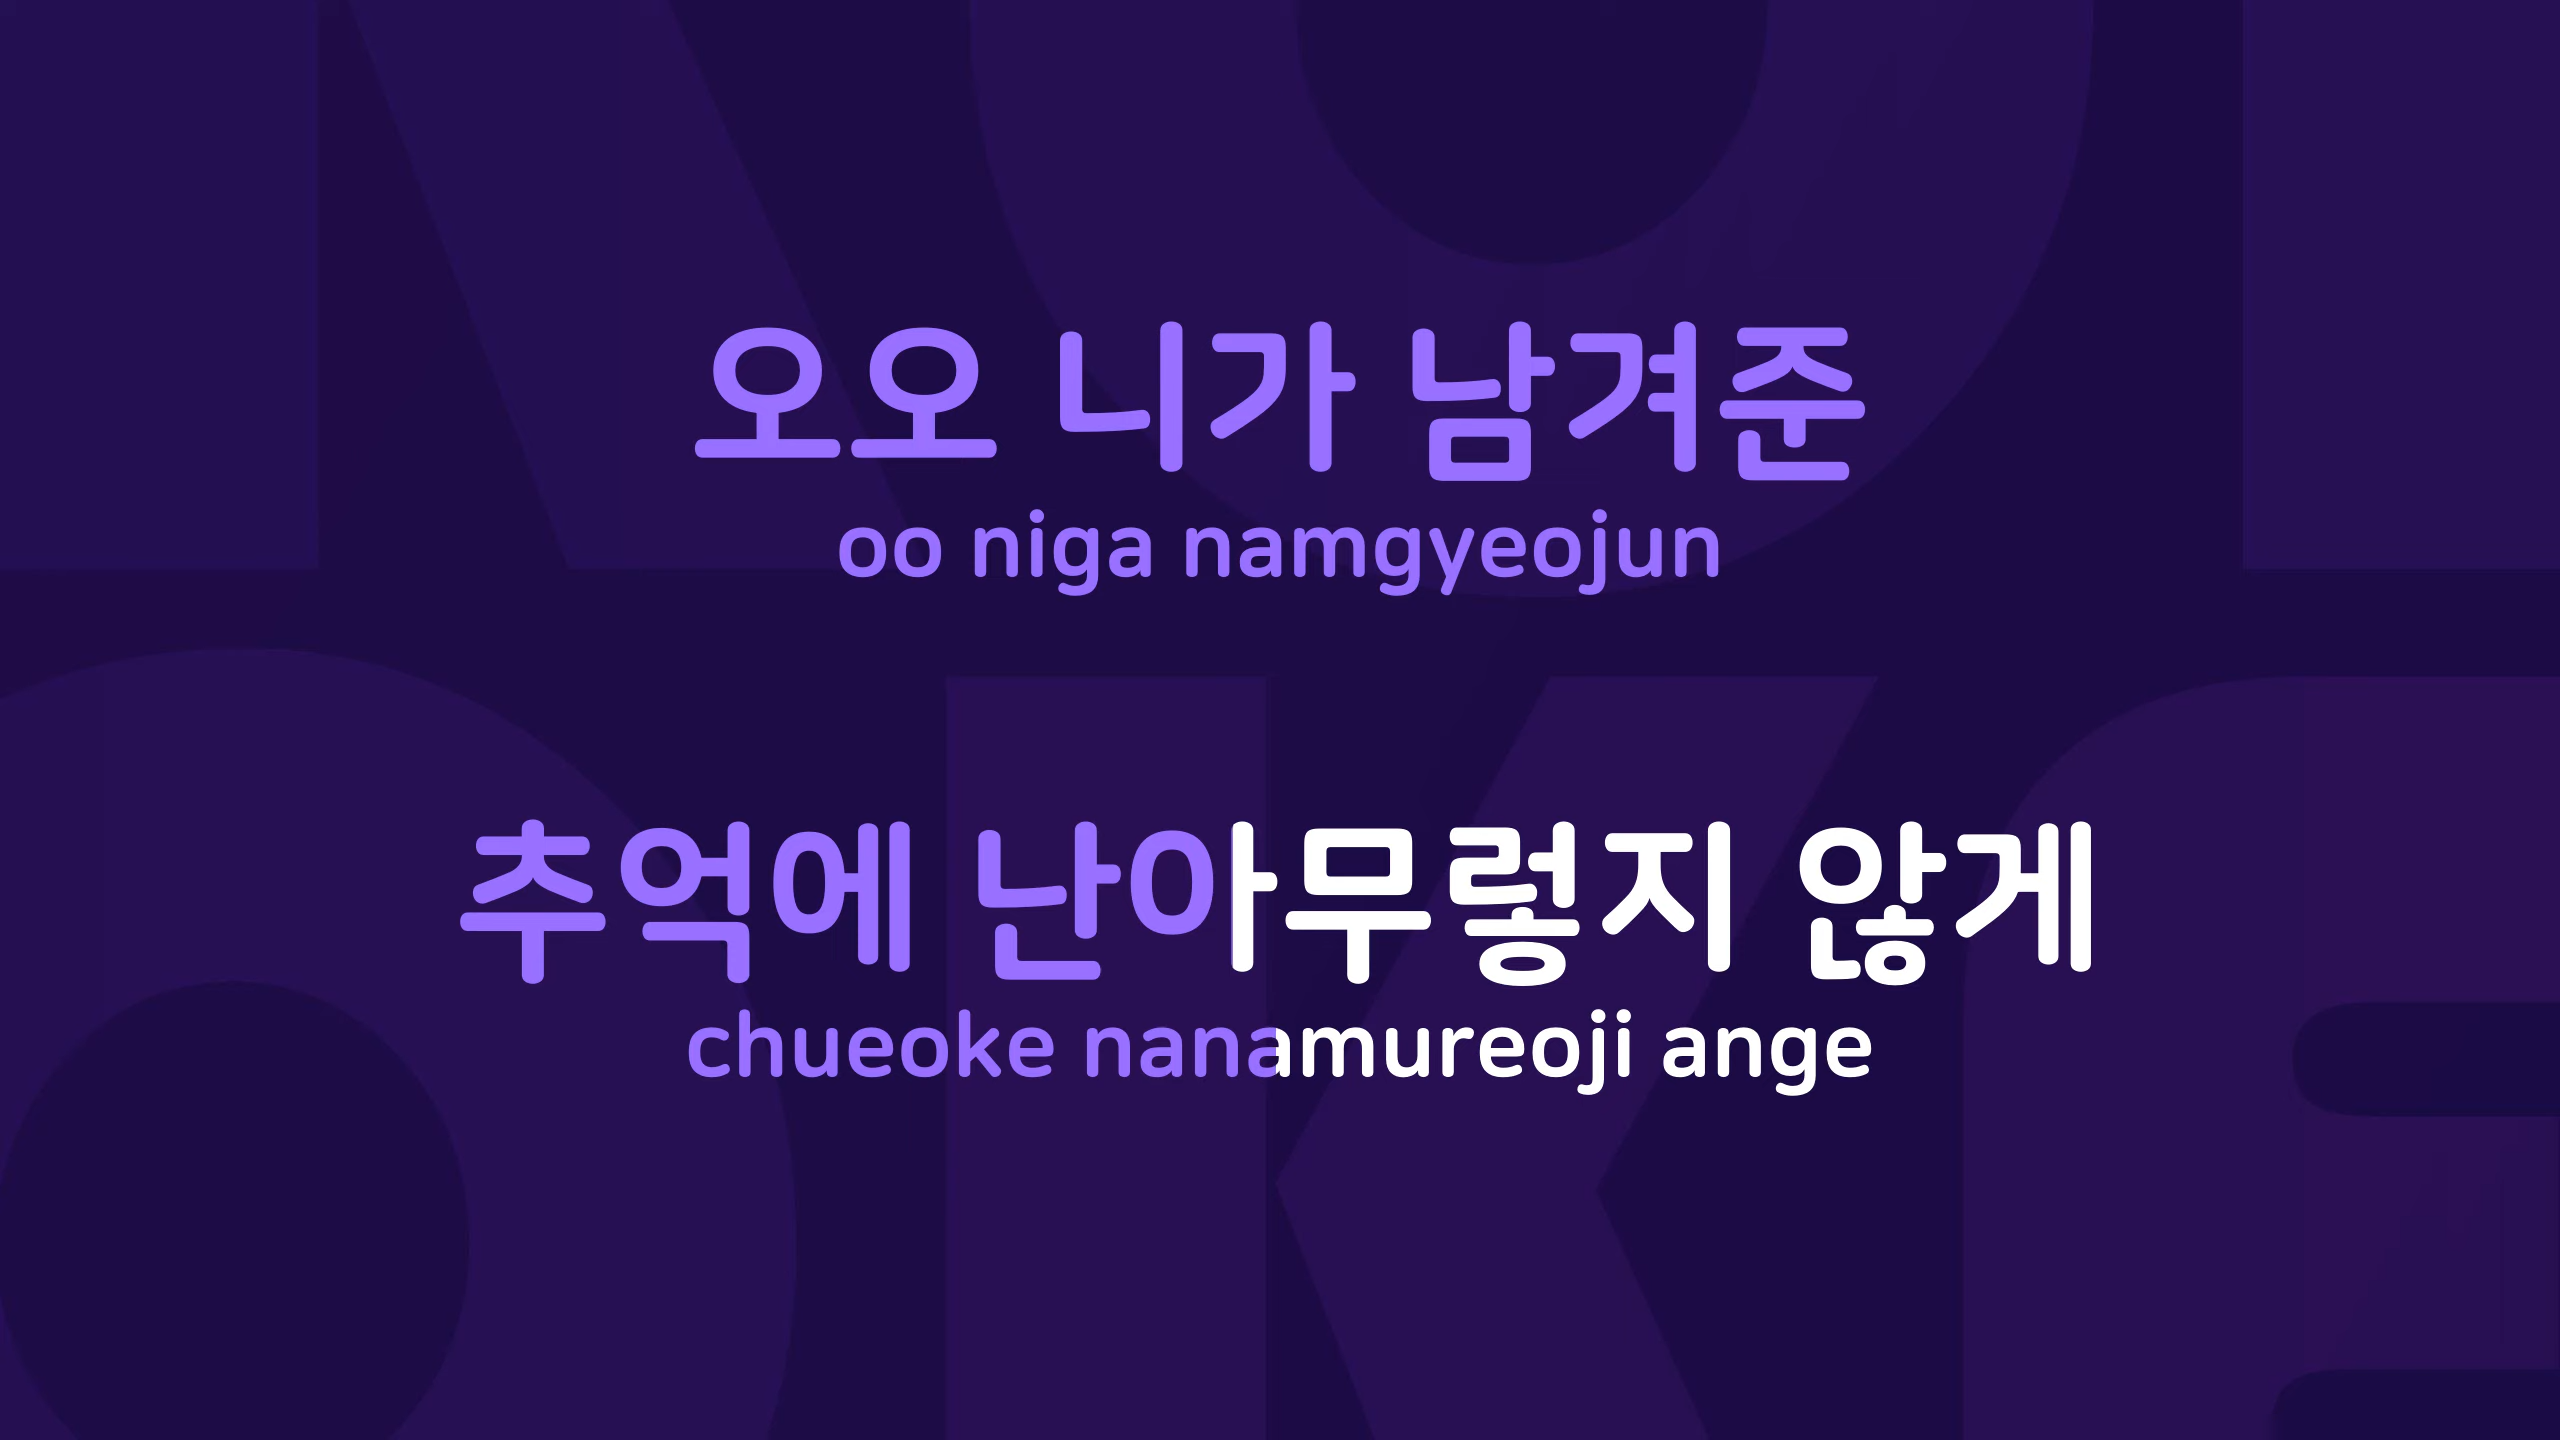 오오 니가 남겨준
oo niga namgyeojun
추억에 난아무렇지 않게
chueoke nanamureoji ange